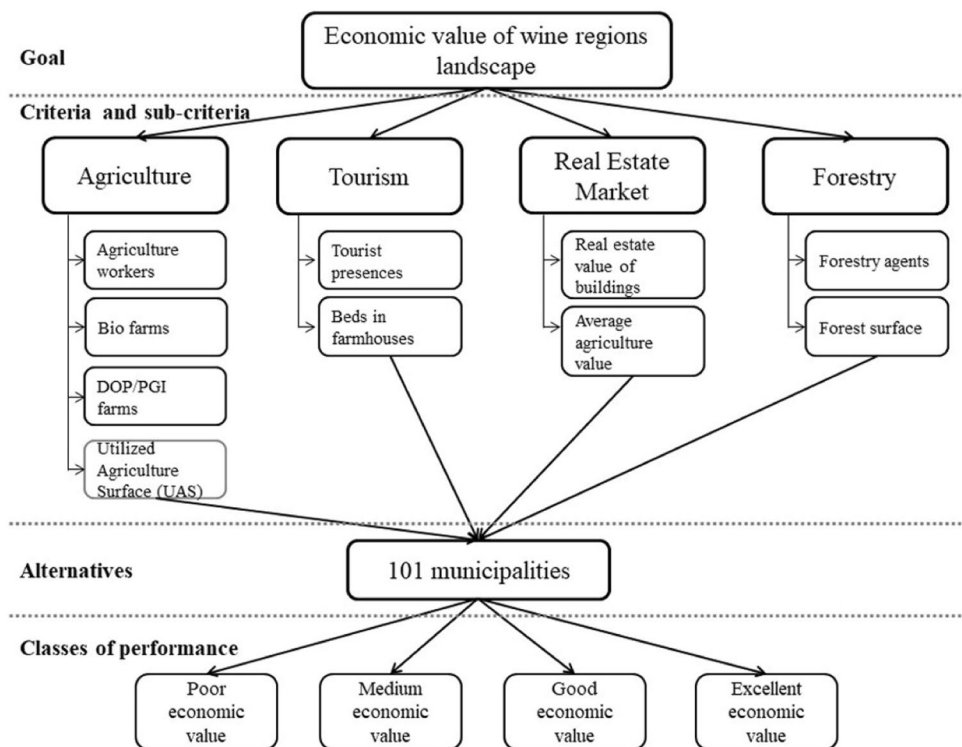 Economic value of wine regions
landscape
Goal
Criteria and sub-criteria
Agriculture
Tourism
Real Estate
Market
Forestry
Agriculture
workers
Bio farms
DOP/PGI
farms
Utilized
Agriculture
Surface (UAS)
Tourist
presences
Beds in
farmhouses
Real estate
value of
buildings
Average
agriculture
value
Forestry agents
Forest surface
Alternatives
101 municipalities
Classes of performance
Poor
economic
value
Medium
economic
value
Good
economic
value
Excellent
economic
value